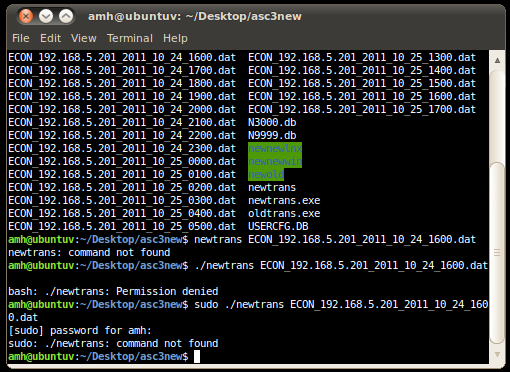 amh@ubuntuv: ~/Desktop/asc3new
File Edit View Terminal Help
ECON_192.168.5.201_2011_10_24_1600.dat ECON_192.168.5.201_2011_10_25_1300.dat
ECON_192.168.5.201_2011_10_24_1700.dat ECON_192.168.5.201_2011_10_25_1400.dat
ECON_192.168.5.201_2011_10_24_1800.dat ECON_192.168.5.201_2011_10_25_1500.dat
ECON_192.168.5.201_2011_10_24_1900.dat ECON_192.168.5.201_2011_10_25_1600.dat
ECON_192.168.5.201_2011_10_24_2000.dat ECON_192.168.5.201_2011_10_25_1700.dat
ECON_192.168.5.201_2011_10_24_2100.dat N3000.db
ECON_192.168.5.201_2011_10_24_2200.dat N9999.db
ECON_192.168.5.201_2011_10_24_2300.dat newnewlnx
ECON_192.168.5.201_2011_10_25_0000.dat newnewwin
ECON_192.168.5.201_2011_10_25_0100.dat newold
ECON_192.168.5.201_2011_10_25_0200.dat newtrans
ECON_192.168.5.201_2011_10_25_0300.dat newtrans.exe
ECON_192.168.5.201_2011_10_25_0400.dat oldtrans.exe
ECON_192.168.5.201_2011_10_25_0500.dat USERCFG.DB
amh@ubuntuv:~/Desktop/asc3new$ newtrans ECON_192.168.5.201_2011_10_24_1600.dat
newtrans: command not found
amh@ubuntuv:~/Desktop/asc3new$ ./newtrans ECON_192.168.5.201_2011_10_24_1600.dat
bash: ./newtrans: Permission denied
amh@ubuntuv:~/Desktop/asc3new$ sudo ./newtrans ECON_192.168.5.201_2011_10_24_160
0.dat
[sudo] password for amh:
sudo: ./newtrans: command not found
amh@ubuntuv:~/Desktop/asc3new$